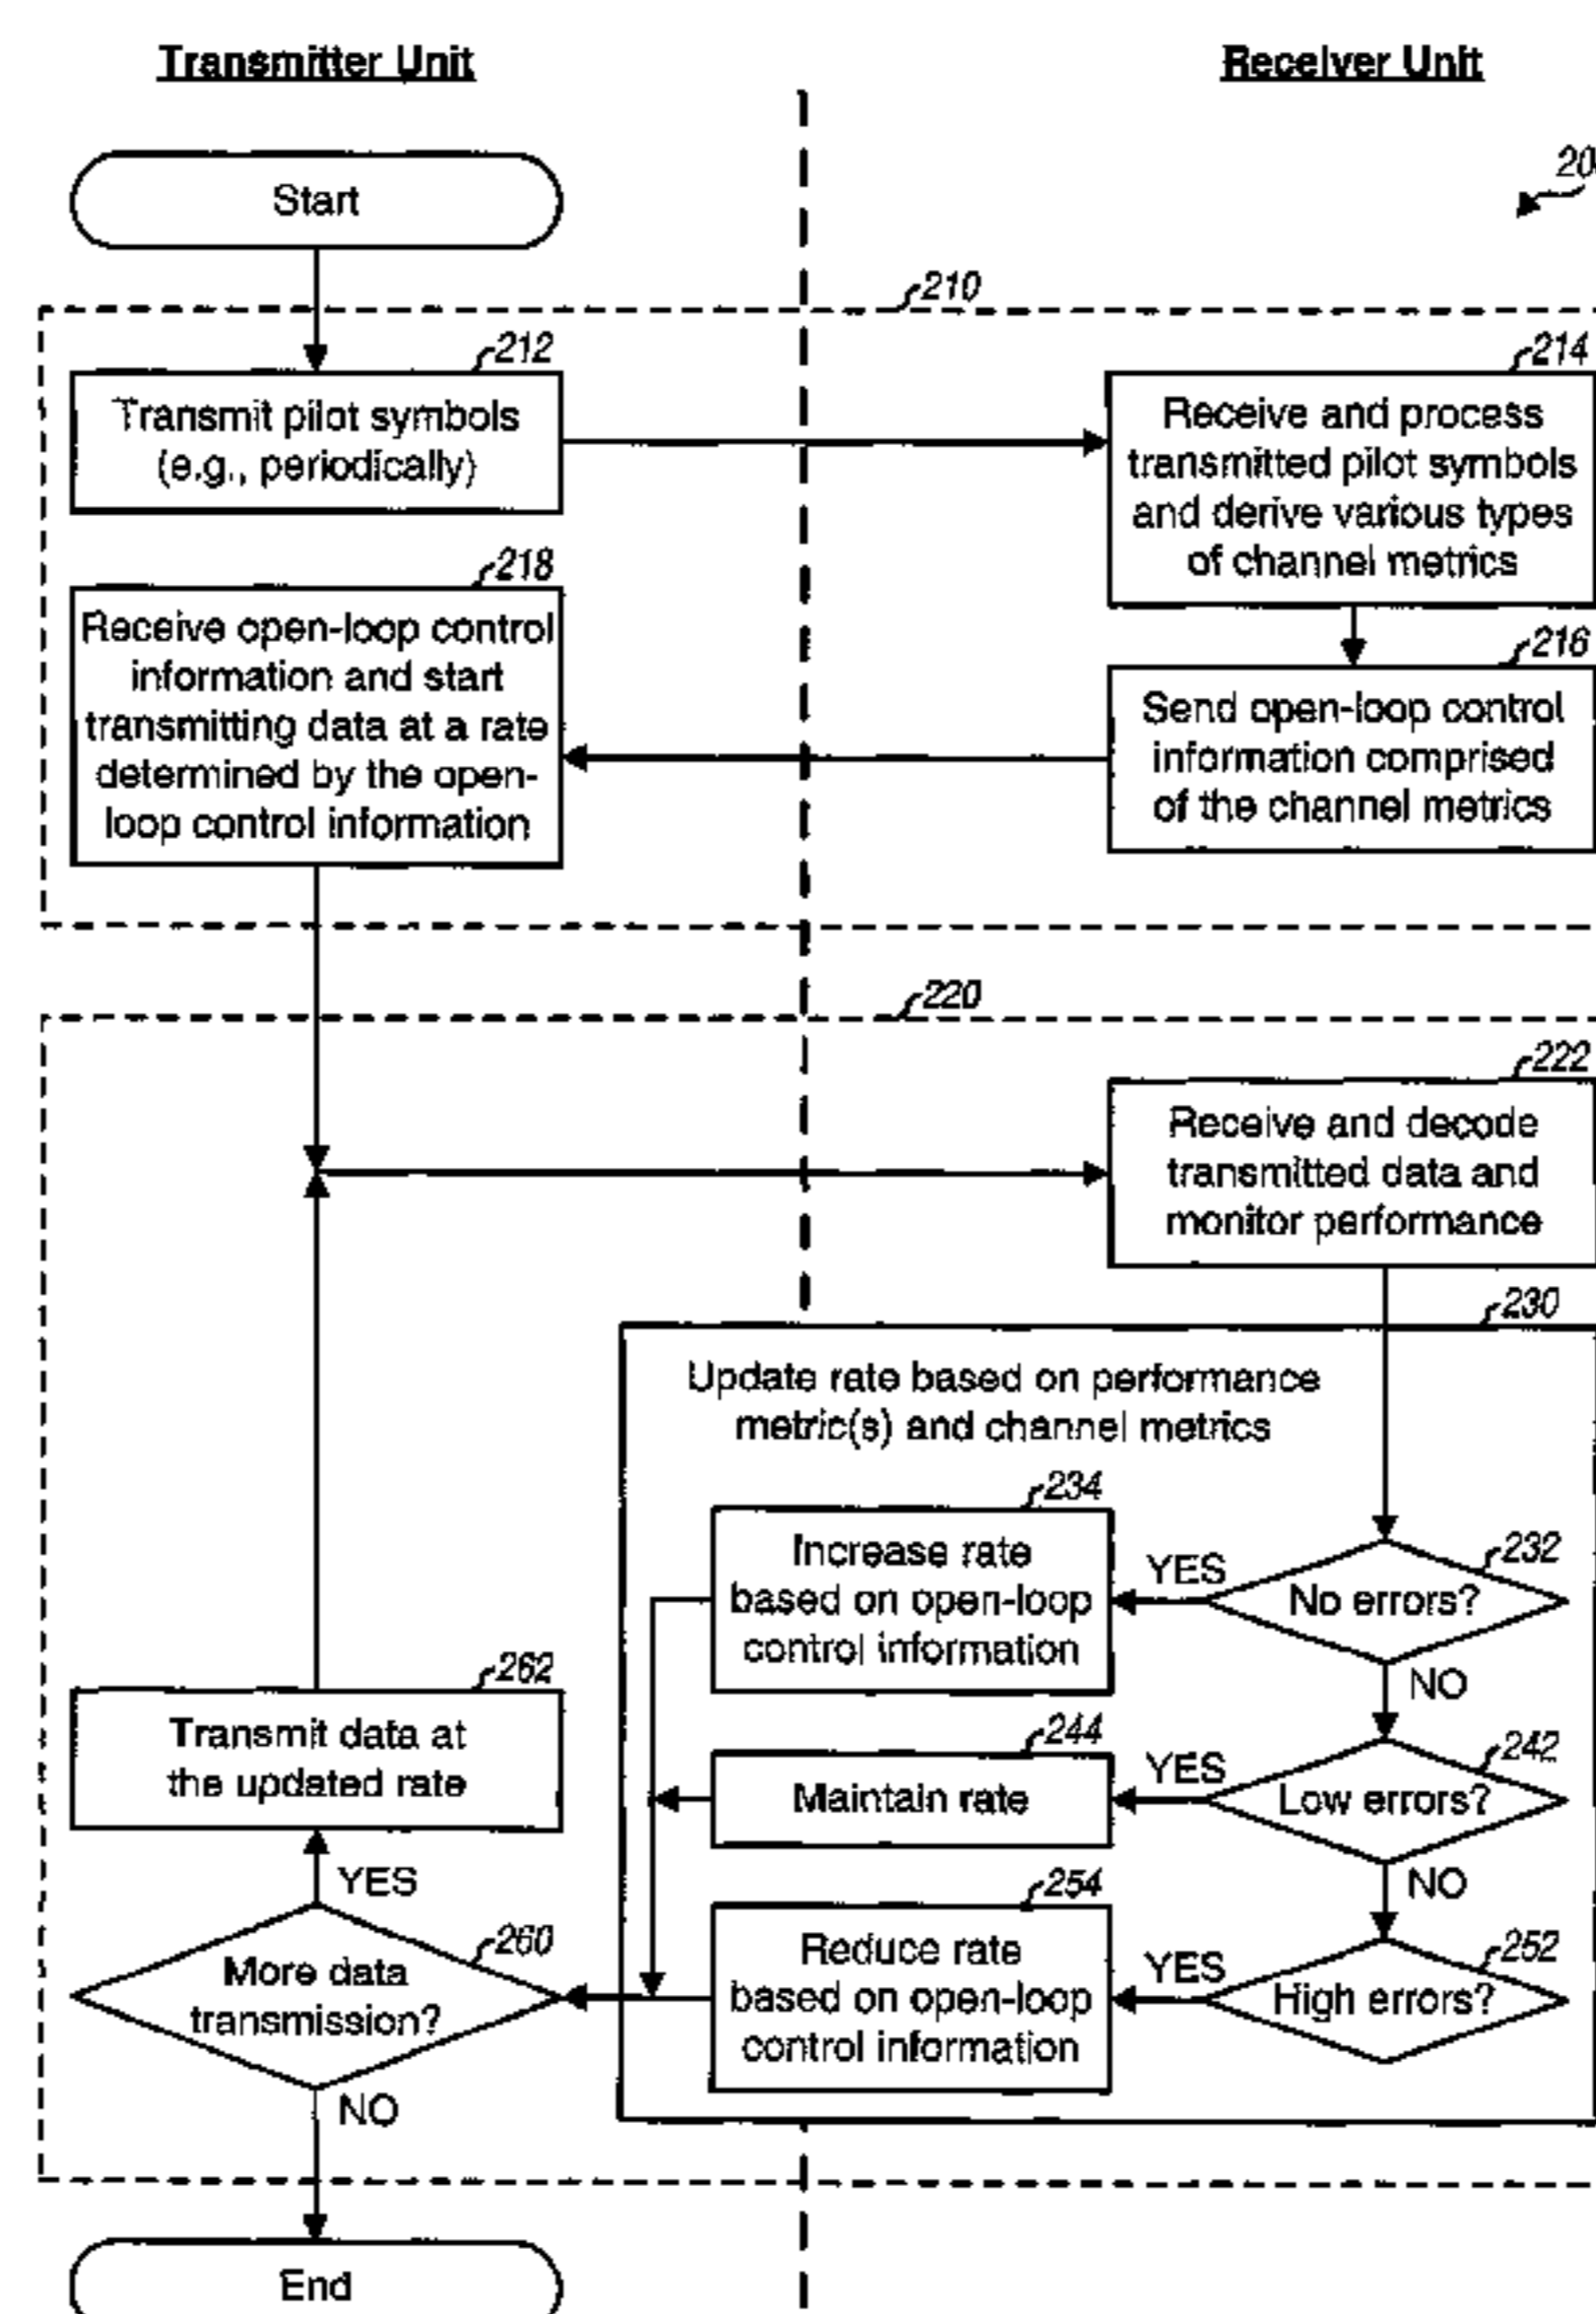 Transmitter Unit
Receiver Unit
Start
20
210
212
Transmit pilot symbols
(e.g., periodically)
214
Receive and process
transmitted pilot symbols
and derive various types
of channel metrics
218
Receive open-loop control
information and start
transmitting data at a rate
determined by the open-
loop control information
216
Send open-loop control
information comprised
of the channel metrics
220
222
Receive and decode
transmitted data and
monitor performance
230
Update rate based on performance
metric(s) and channel metrics
234
Increase rate
based on open-loop
control information
YES
232
No errors?
NO
262
Transmit data at
the updated rate
244
Maintain rate
YES
242
Low errors?
NO
YES
260
More data
transmission?
254
Reduce rate
based on open-loop
control information
YES
252
High errors?
NO
End